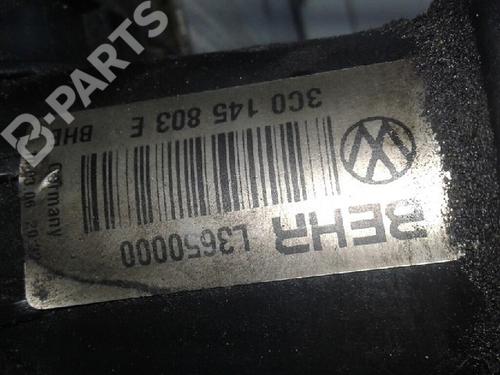 B-PARTS
3C0 145 803 E
BEHR L3650000
Germany